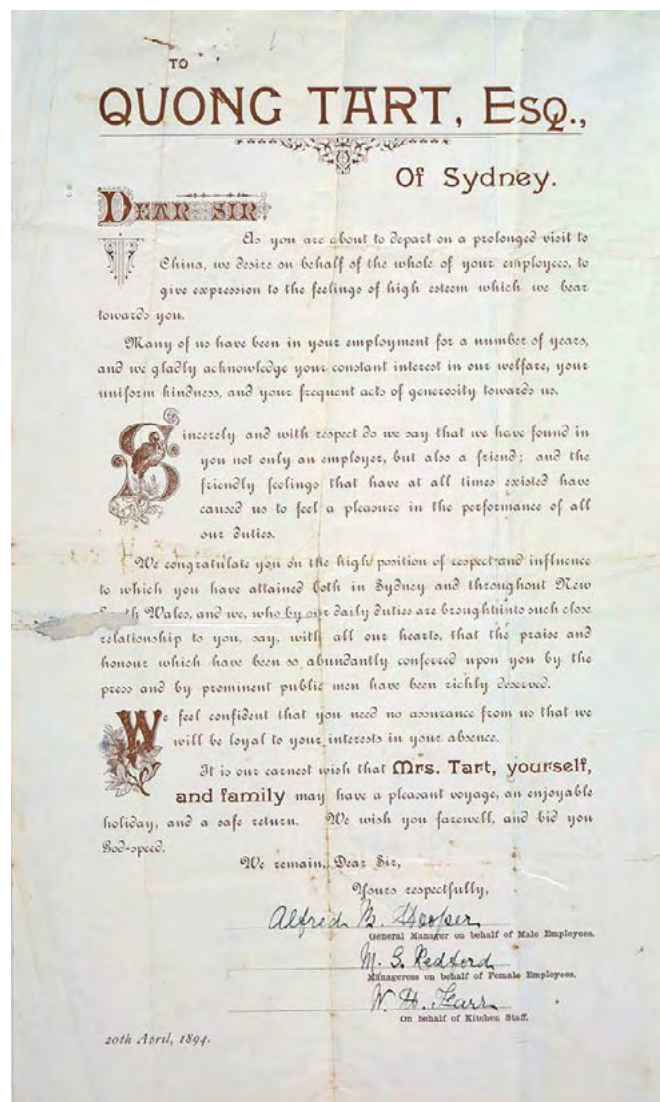 TO
QUONG TART, ESQ.,
Of Sydney.
DEAR SIR:
As you are about to depart on a prolonged visit to
China, we desire on behalf of the whole of your employees, to
give expression to the feelings of high esteem which we bear
towards you.
Many of us have been in your employment for a number of years,
and we gladly acknowledge your constant interest in our welfare, your
uniform kindness, and your frequent acts of generosity towards us.
Sincerely and with respect do we say that we have found in
you not only an employer, but also a friend; and the
friendly feelings that have at all times existed have
caused us to feel a pleasure in the performance of all
our duties.
We congratulate you on the high position of respect and influence
to which you have attained both in Sydney and throughout New
Wales, and we, who by our daily duties are brought into such close
relationship to you, say, with all our hearts, that the praise and
honour which have been so abundantly conferred upon you by the
press and by prominent public men have been richly deserved.
We feel confident that you need no assurance from us that we
will be loyal to your interests in your absence.
It is our earnest wish that Mrs. Tart, yourself,
and family may have a pleasant voyage, an enjoyable
holiday, and a safe return. We wish you farewell, and bid you
God-speed.
We remain, Dear Sir,
Yours respectfully,
Alfred B. Hooper
General Manager on behalf of Male Employees.
M. G. Redford
Manageress on behalf of Female Employees.
W. H.
On behalf of Kitchen Staff.
20th April, 1894.